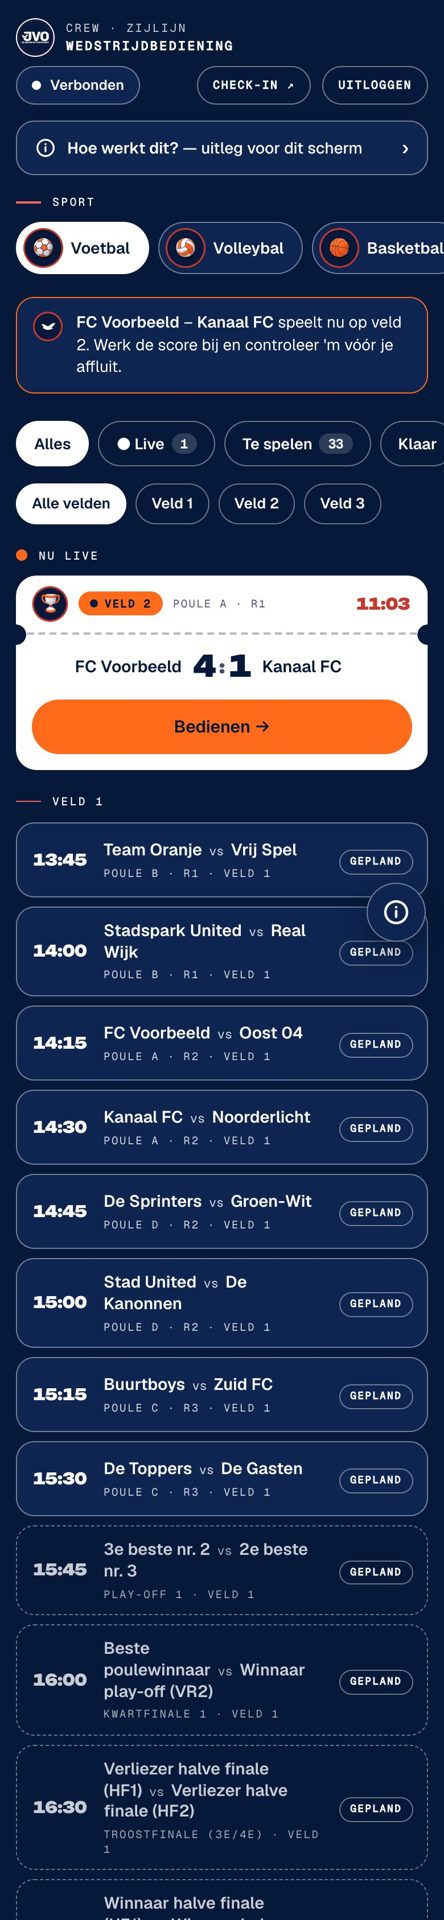 JVO
CREW · ZIJLIJN
WEDSTRIJDBEDIENING
Verbonden
CHECK-IN ↗
UITLOGGEN
Hoe werkt dit? — uitleg voor dit scherm ›
SPORT
Voetbal
Volleybal
Basketbal
FC Voorbeeld – Kanaal FC speelt nu op veld
2. Werk de score bij en controleer 'm vóór je
affluit.
Alles
Live 1
Te spelen 33
Klaar
Alle velden
Veld 1
Veld 2
Veld 3
NU LIVE
VELD 2
POULE A · R1
11:03
FC Voorbeeld 4:1 Kanaal FC
Bedienen →
VELD 1
13:45
Team Oranje vs Vrij Spel
POULE B · R1 · VELD 1
GEPLAND
14:00
Stadspark United vs Real
Wijk
POULE B · R1 · VELD 1
GEPLAND
14:15
FC Voorbeeld vs Oost 04
POULE A · R2 · VELD 1
GEPLAND
14:30
Kanaal FC vs Noorderlicht
POULE A · R2 · VELD 1
GEPLAND
14:45
De Sprinters vs Groen-Wit
POULE D · R2 · VELD 1
GEPLAND
15:00
Stad United vs De
Kanonnen
POULE D · R2 · VELD 1
GEPLAND
15:15
Buurtboys vs Zuid FC
POULE C · R3 · VELD 1
GEPLAND
15:30
De Toppers vs De Gasten
POULE C · R3 · VELD 1
GEPLAND
15:45
3e beste nr. 2 vs 2e beste
nr. 3
PLAY-OFF 1 · VELD 1
GEPLAND
16:00
Beste
poulewinnaar vs Winnaar
play-off (VR2)
KWARTFINALE 1 · VELD 1
GEPLAND
16:30
Verliezer halve finale
(HF1) vs Verliezer halve
finale (HF2)
TROOSTFINALE (3E/4E) · VELD
1
GEPLAND
Winnaar halve finale